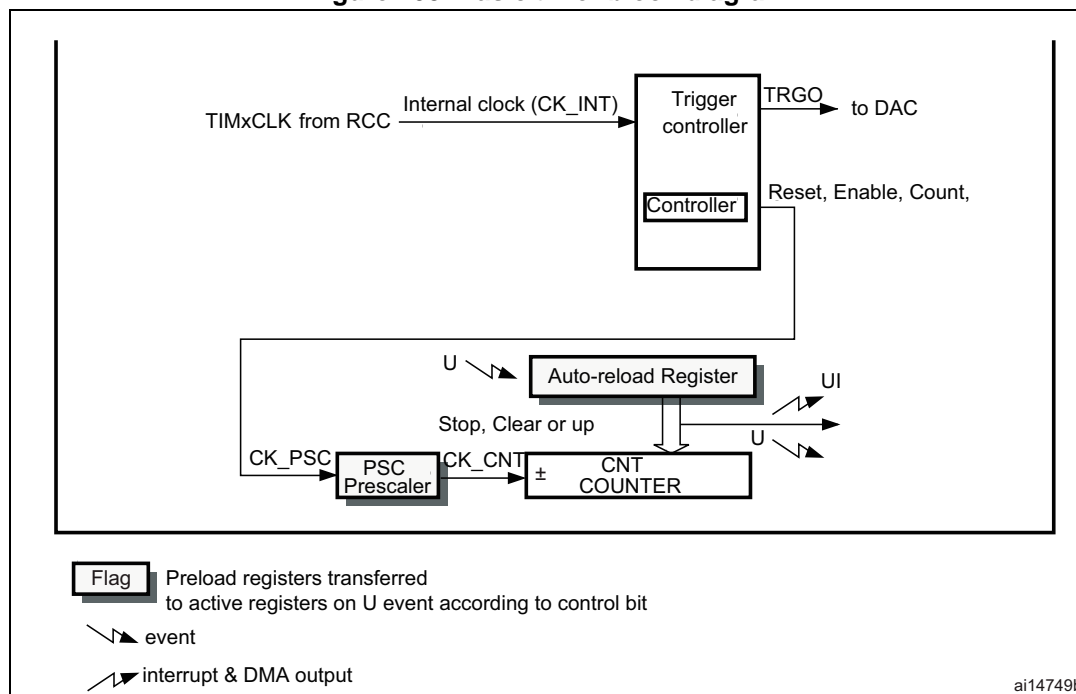 Trigger
controller
TRGO
to DAC
Internal clock (CK_INT)
TIMxCLK from RCC
Controller
Reset, Enable, Count,
U
Auto-reload Register
UI
Stop, Clear or up
U
CK_PSC
PSC
Prescaler
CK_CNT
±
CNT
COUNTER
Flag
Preload registers transferred
to active registers on U event according to control bit
event
interrupt & DMA output